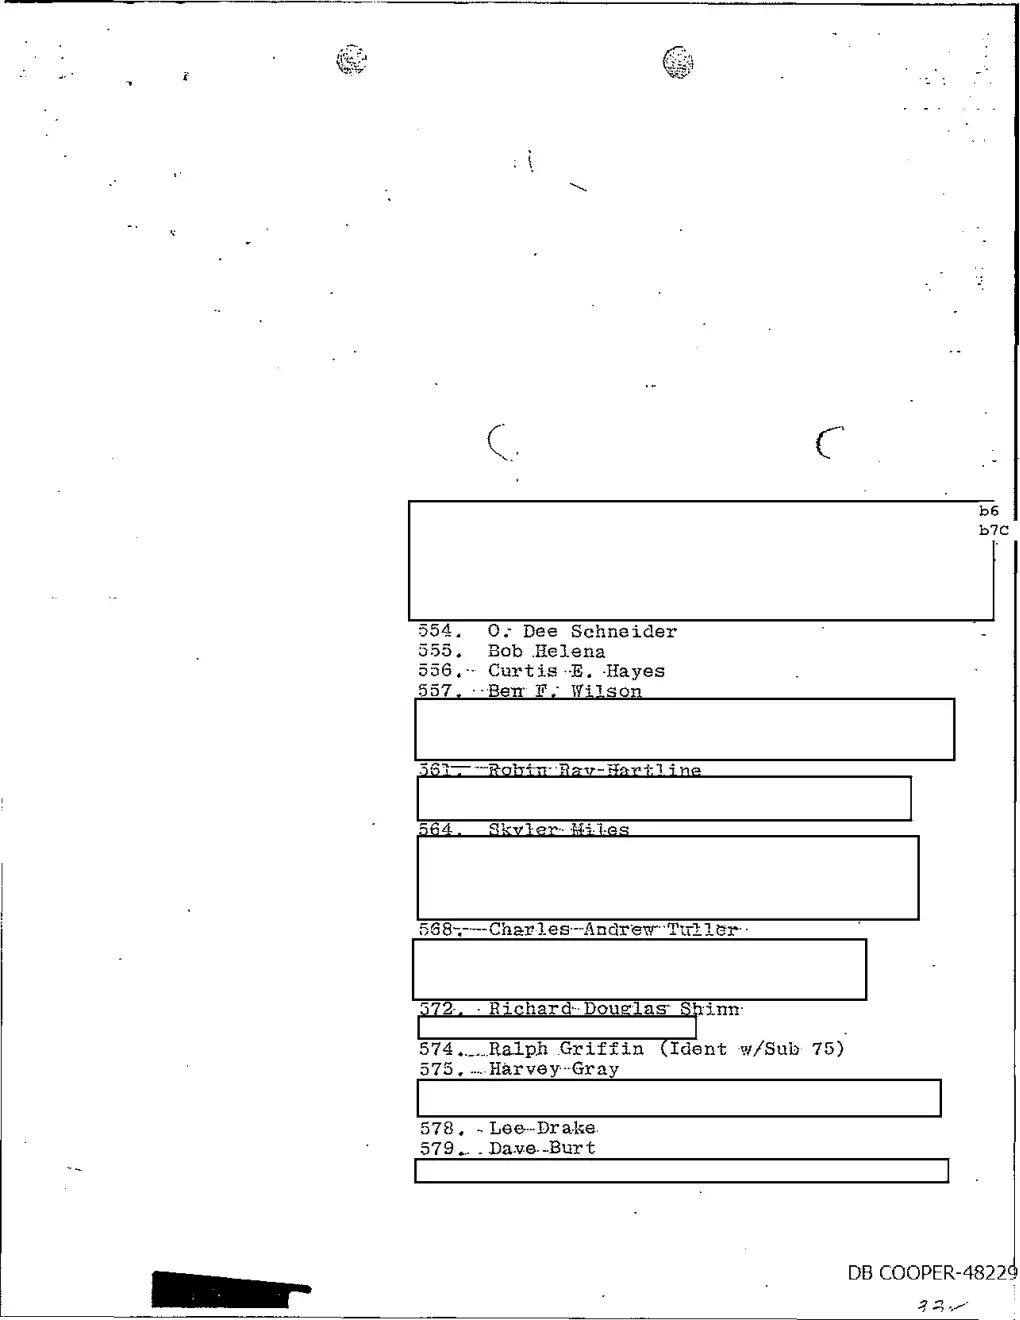 b6
b7C
554. O. Dee Schneider
555. Bob Helena
556. Curtis E. Hayes
557. Ben F. Wilson
561. Robin Ray Hartline
564. Skyler Miles
568. Charles Andrew Tuller
572. Richard Douglas Shinn
574. Ralph Griffin (Ident w/Sub 75)
575. Harvey Gray
578. Lee Drake
579. Dave Burt
DB COOPER-48229